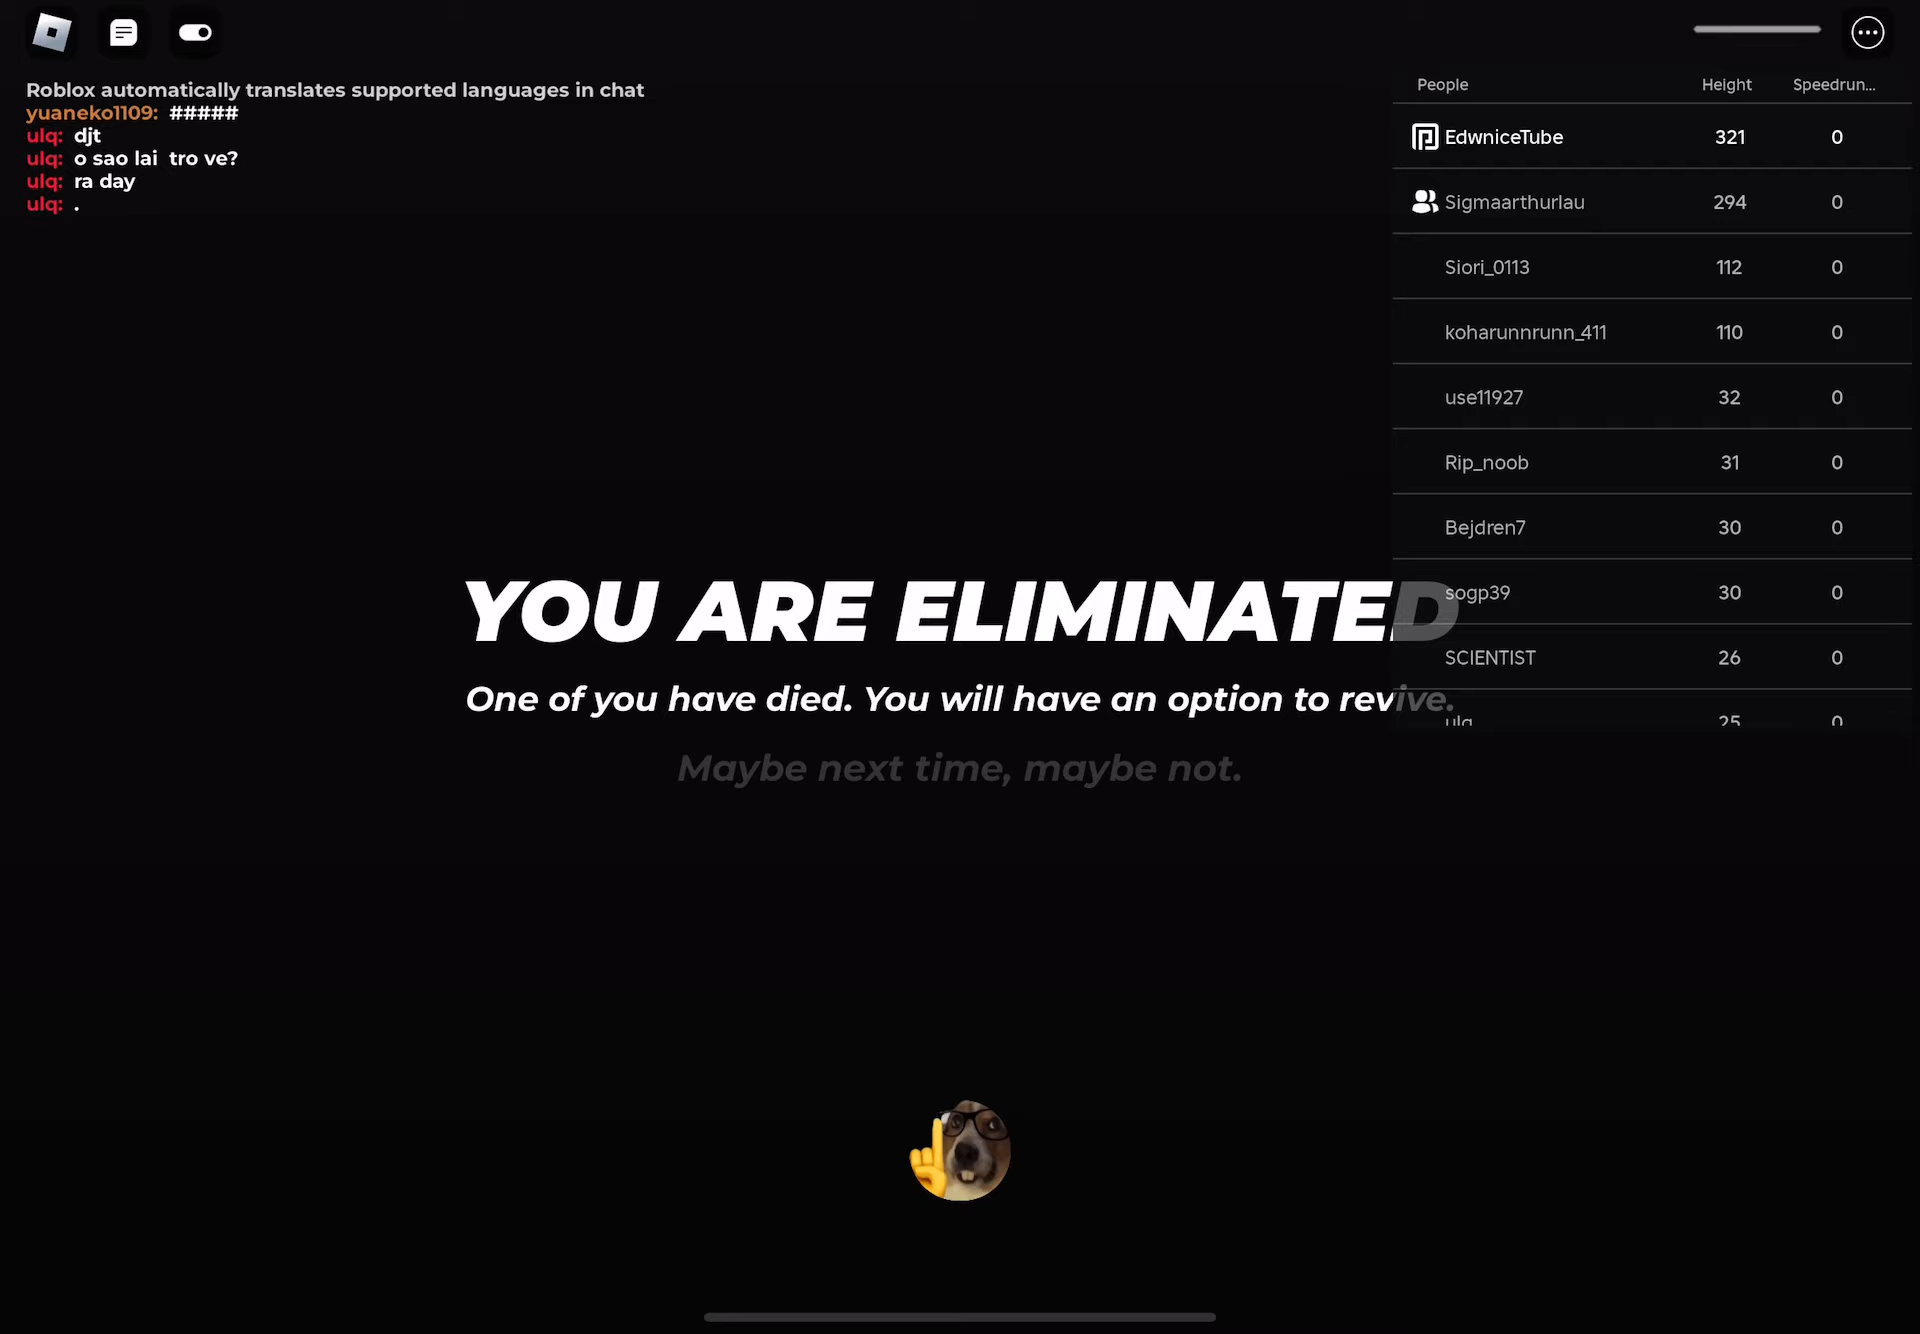 Roblox automatically translates supported languages in chat
yuaneko1109: #####
ulq: djt
ulq: o sao lai tro ve?
ulq: ra day
ulq: .
People Height Speedrun...
EdwniceTube 321 0
Sigmaarthurlau 294 0
Siori_0113 112 0
koharunnrunn_411 110 0
use11927 32 0
Rip_noob 31 0
Bejdren7 30 0
sogp39 30 0
SCIENTIST 26 0
ulq 25 0
YOU ARE ELIMINATED
One of you have died. You will have an option to revive.
Maybe next time, maybe not.